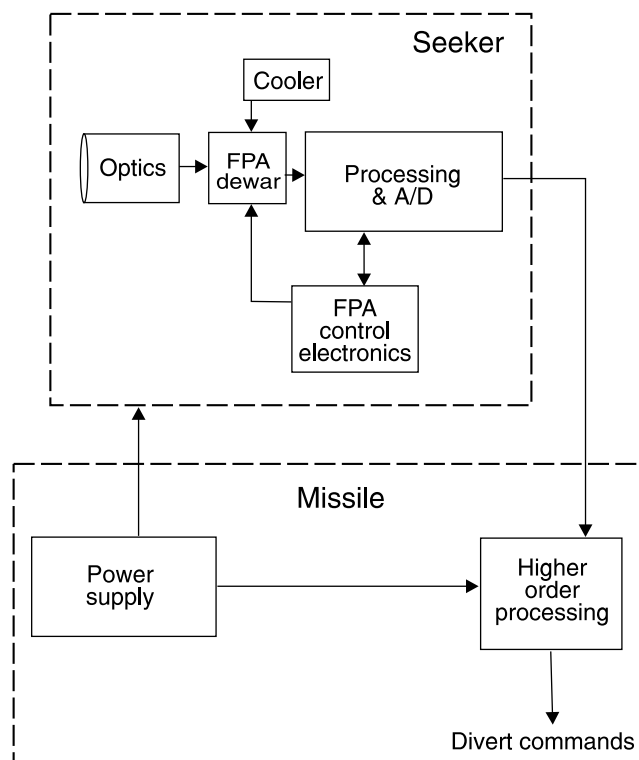 Seeker
Cooler
Optics
FPA
dewar
Processing
& A/D
FPA
control
electronics
Missile
Power
supply
Higher
order
processing
Divert commands